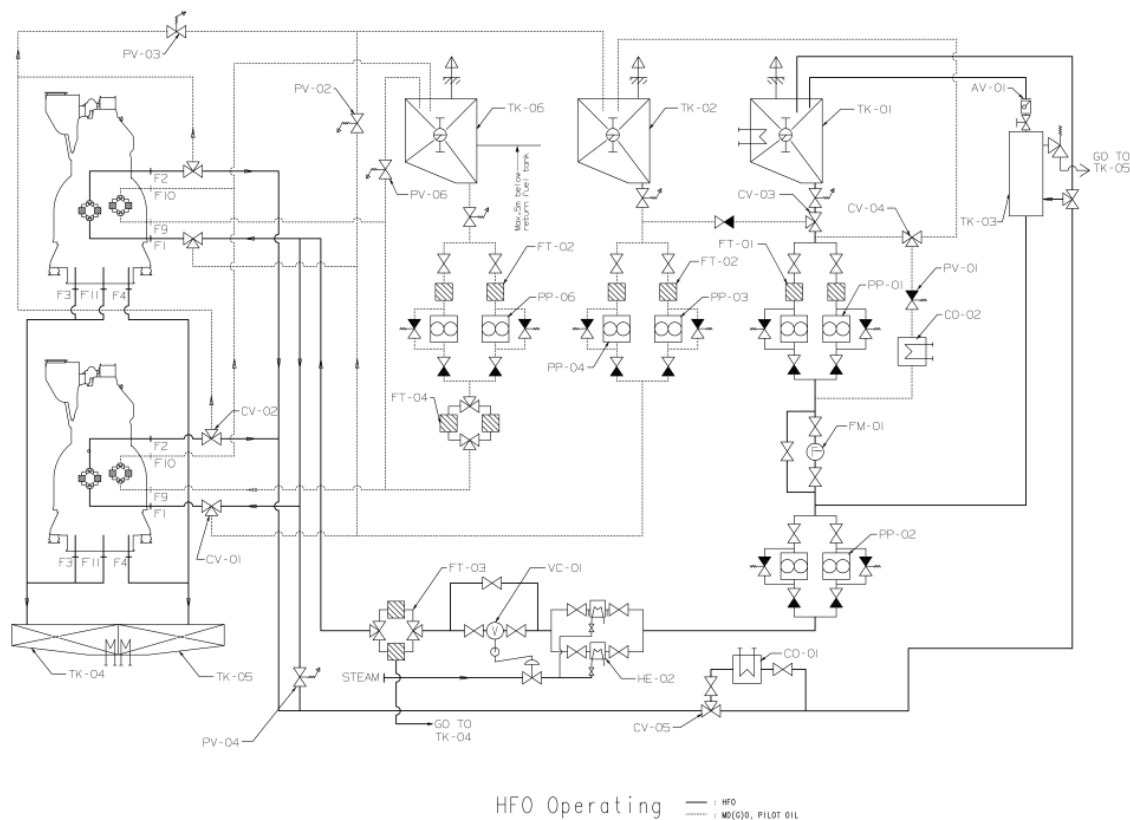 PV-03
PV-02
TK-06
TK-02
TK-01
AV-01
GO TO
TK-05
PV-06
Max.5m below
return fuel tank
CV-03
CV-04
TK-03
F2
F10
F9
F1
FT-02
FT-01
FT-02
PV-01
PP-06
PP-03
PP-01
CO-02
F3
F11
F4
PP-04
CV-02
FT-04
FM-01
F2
F10
F9
F1
F3
F11
F4
CV-01
PP-02
FT-03
VC-01
M
M
TK-04
TK-05
STEAM
HE-02
CO-01
PV-04
GO TO
TK-04
CV-05
HFO Operating
: HFO
: MD(G)O, PILOT OIL
V
F